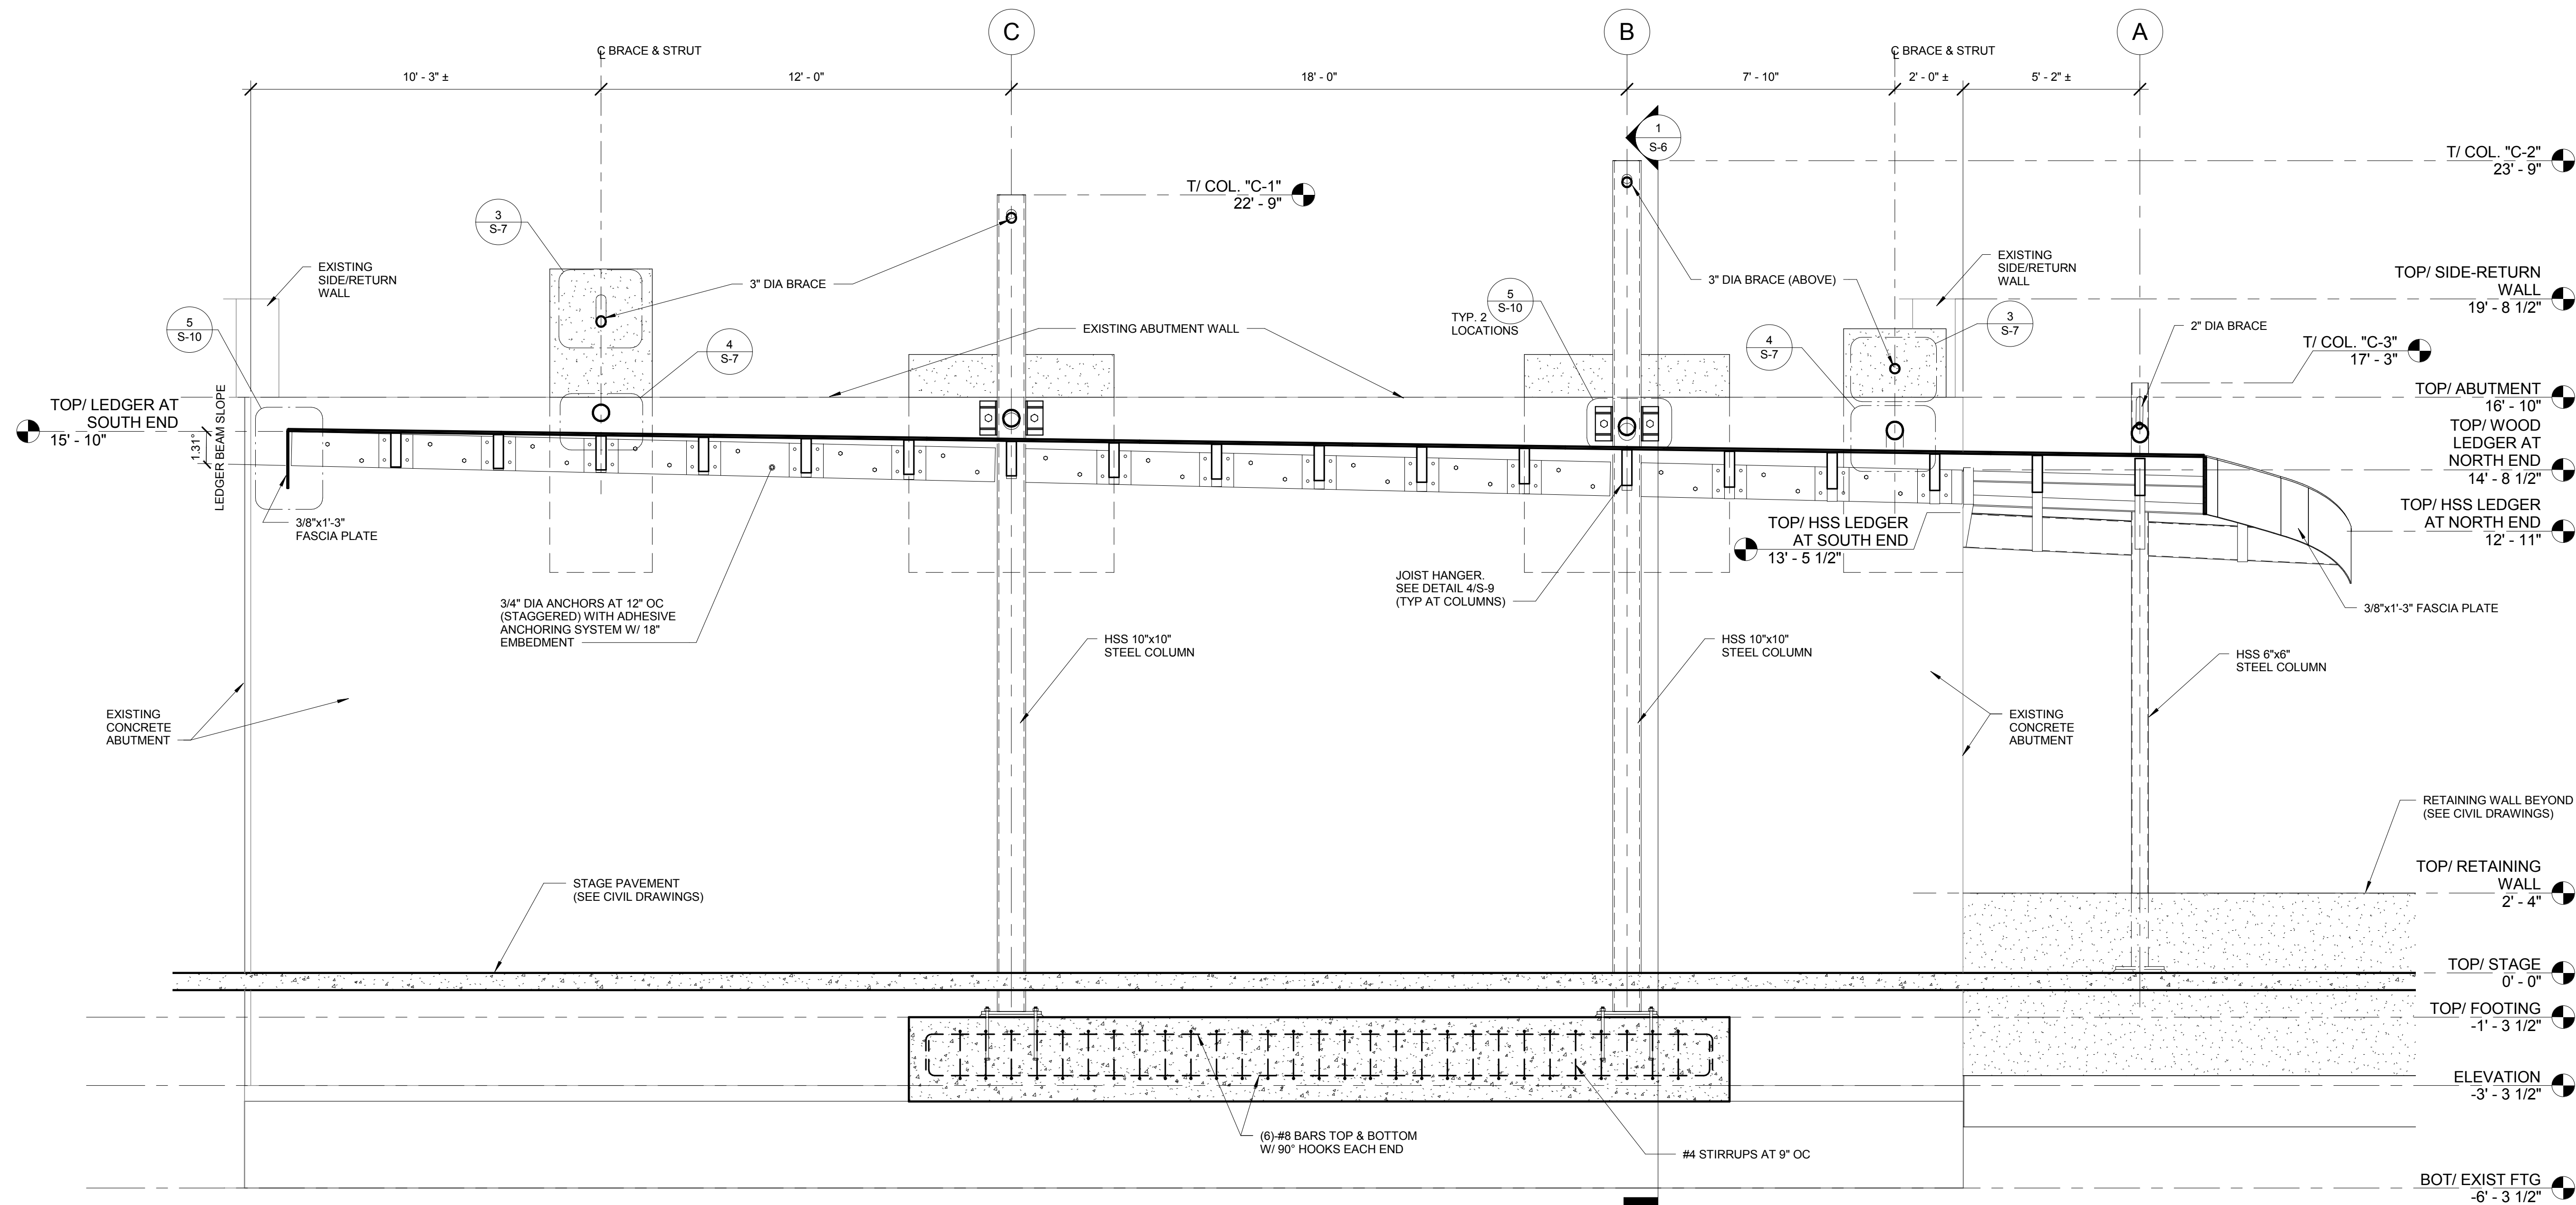 C
B
A
℄ BRACE & STRUT
℄ BRACE & STRUT
10' - 3" ±
12' - 0"
18' - 0"
7' - 10"
2' - 0" ±
5' - 2" ±
1
S-6
T/ COL. "C-2"
23' - 9"
T/ COL. "C-1"
22' - 9"
3
S-7
EXISTING
SIDE/RETURN
WALL
3" DIA BRACE
3" DIA BRACE (ABOVE)
EXISTING
SIDE/RETURN
WALL
TOP/ SIDE-RETURN
WALL
19' - 8 1/2"
5
S-10
4
S-7
EXISTING ABUTMENT WALL
TYP. 2
LOCATIONS
5
S-10
4
S-7
3
S-7
2" DIA BRACE
T/ COL. "C-3"
17' - 3"
TOP/ ABUTMENT
16' - 10"
TOP/ LEDGER AT
SOUTH END
15' - 10"
1.31°
LEDGER BEAM SLOPE
TOP/ WOOD
LEDGER AT
NORTH END
14' - 8 1/2"
3/8"x1'-3"
FASCIA PLATE
TOP/ HSS LEDGER
AT SOUTH END
13' - 5 1/2"
TOP/ HSS LEDGER
AT NORTH END
12' - 11"
3/4" DIA ANCHORS AT 12" OC
(STAGGERED) WITH ADHESIVE
ANCHORING SYSTEM W/ 18"
EMBEDMENT
JOIST HANGER.
SEE DETAIL 4/S-9
(TYP AT COLUMNS)
3/8"x1'-3" FASCIA PLATE
HSS 10"x10"
STEEL COLUMN
HSS 10"x10"
STEEL COLUMN
HSS 6"x6"
STEEL COLUMN
EXISTING
CONCRETE
ABUTMENT
EXISTING
CONCRETE
ABUTMENT
RETAINING WALL BEYOND
(SEE CIVIL DRAWINGS)
STAGE PAVEMENT
(SEE CIVIL DRAWINGS)
TOP/ RETAINING
WALL
2' - 4"
TOP/ STAGE
0' - 0"
TOP/ FOOTING
-1' - 3 1/2"
ELEVATION
-3' - 3 1/2"
(6)-#8 BARS TOP & BOTTOM
W/ 90° HOOKS EACH END
#4 STIRRUPS AT 9" OC
BOT/ EXIST FTG
-6' - 3 1/2"